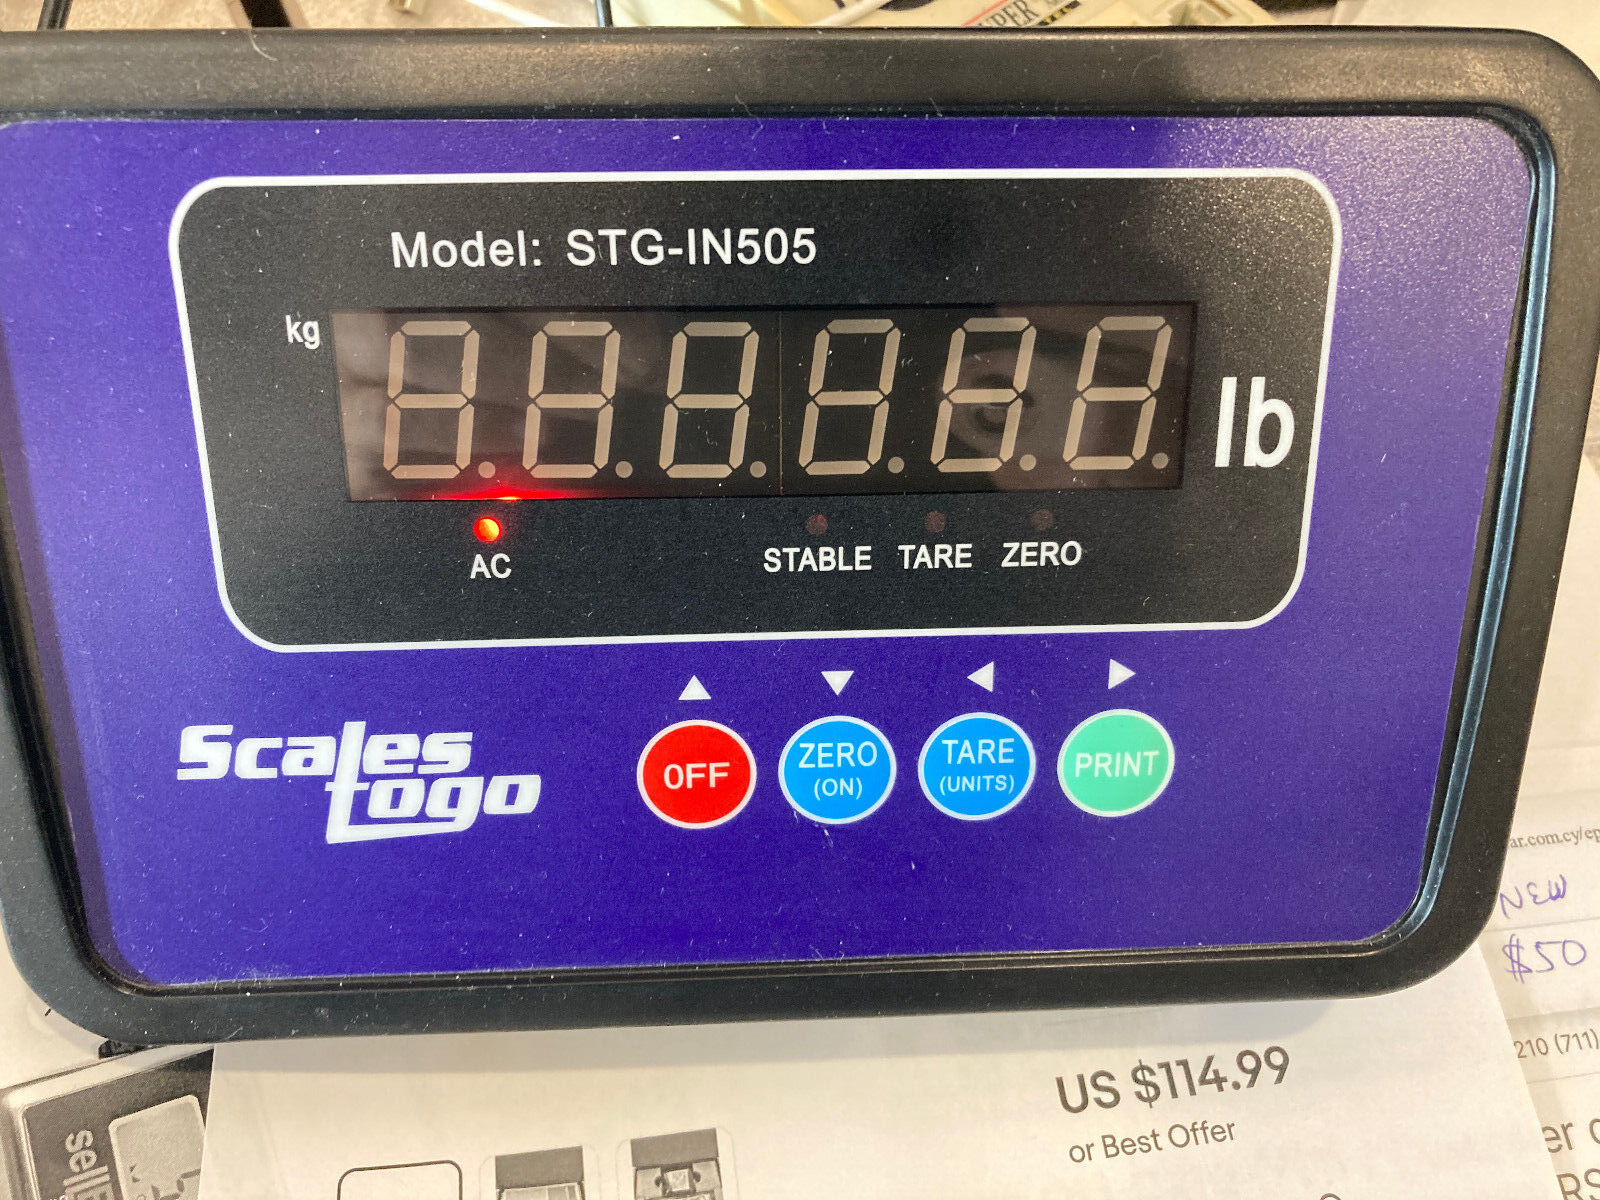 Model: STG-IN505
kg
lb
AC
STABLE TARE ZERO
Scales
togo
OFF
ZERO
(ON)
TARE
(UNITS)
PRINT
NEW
$50
210 (711)
US $114.99
or Best Offer